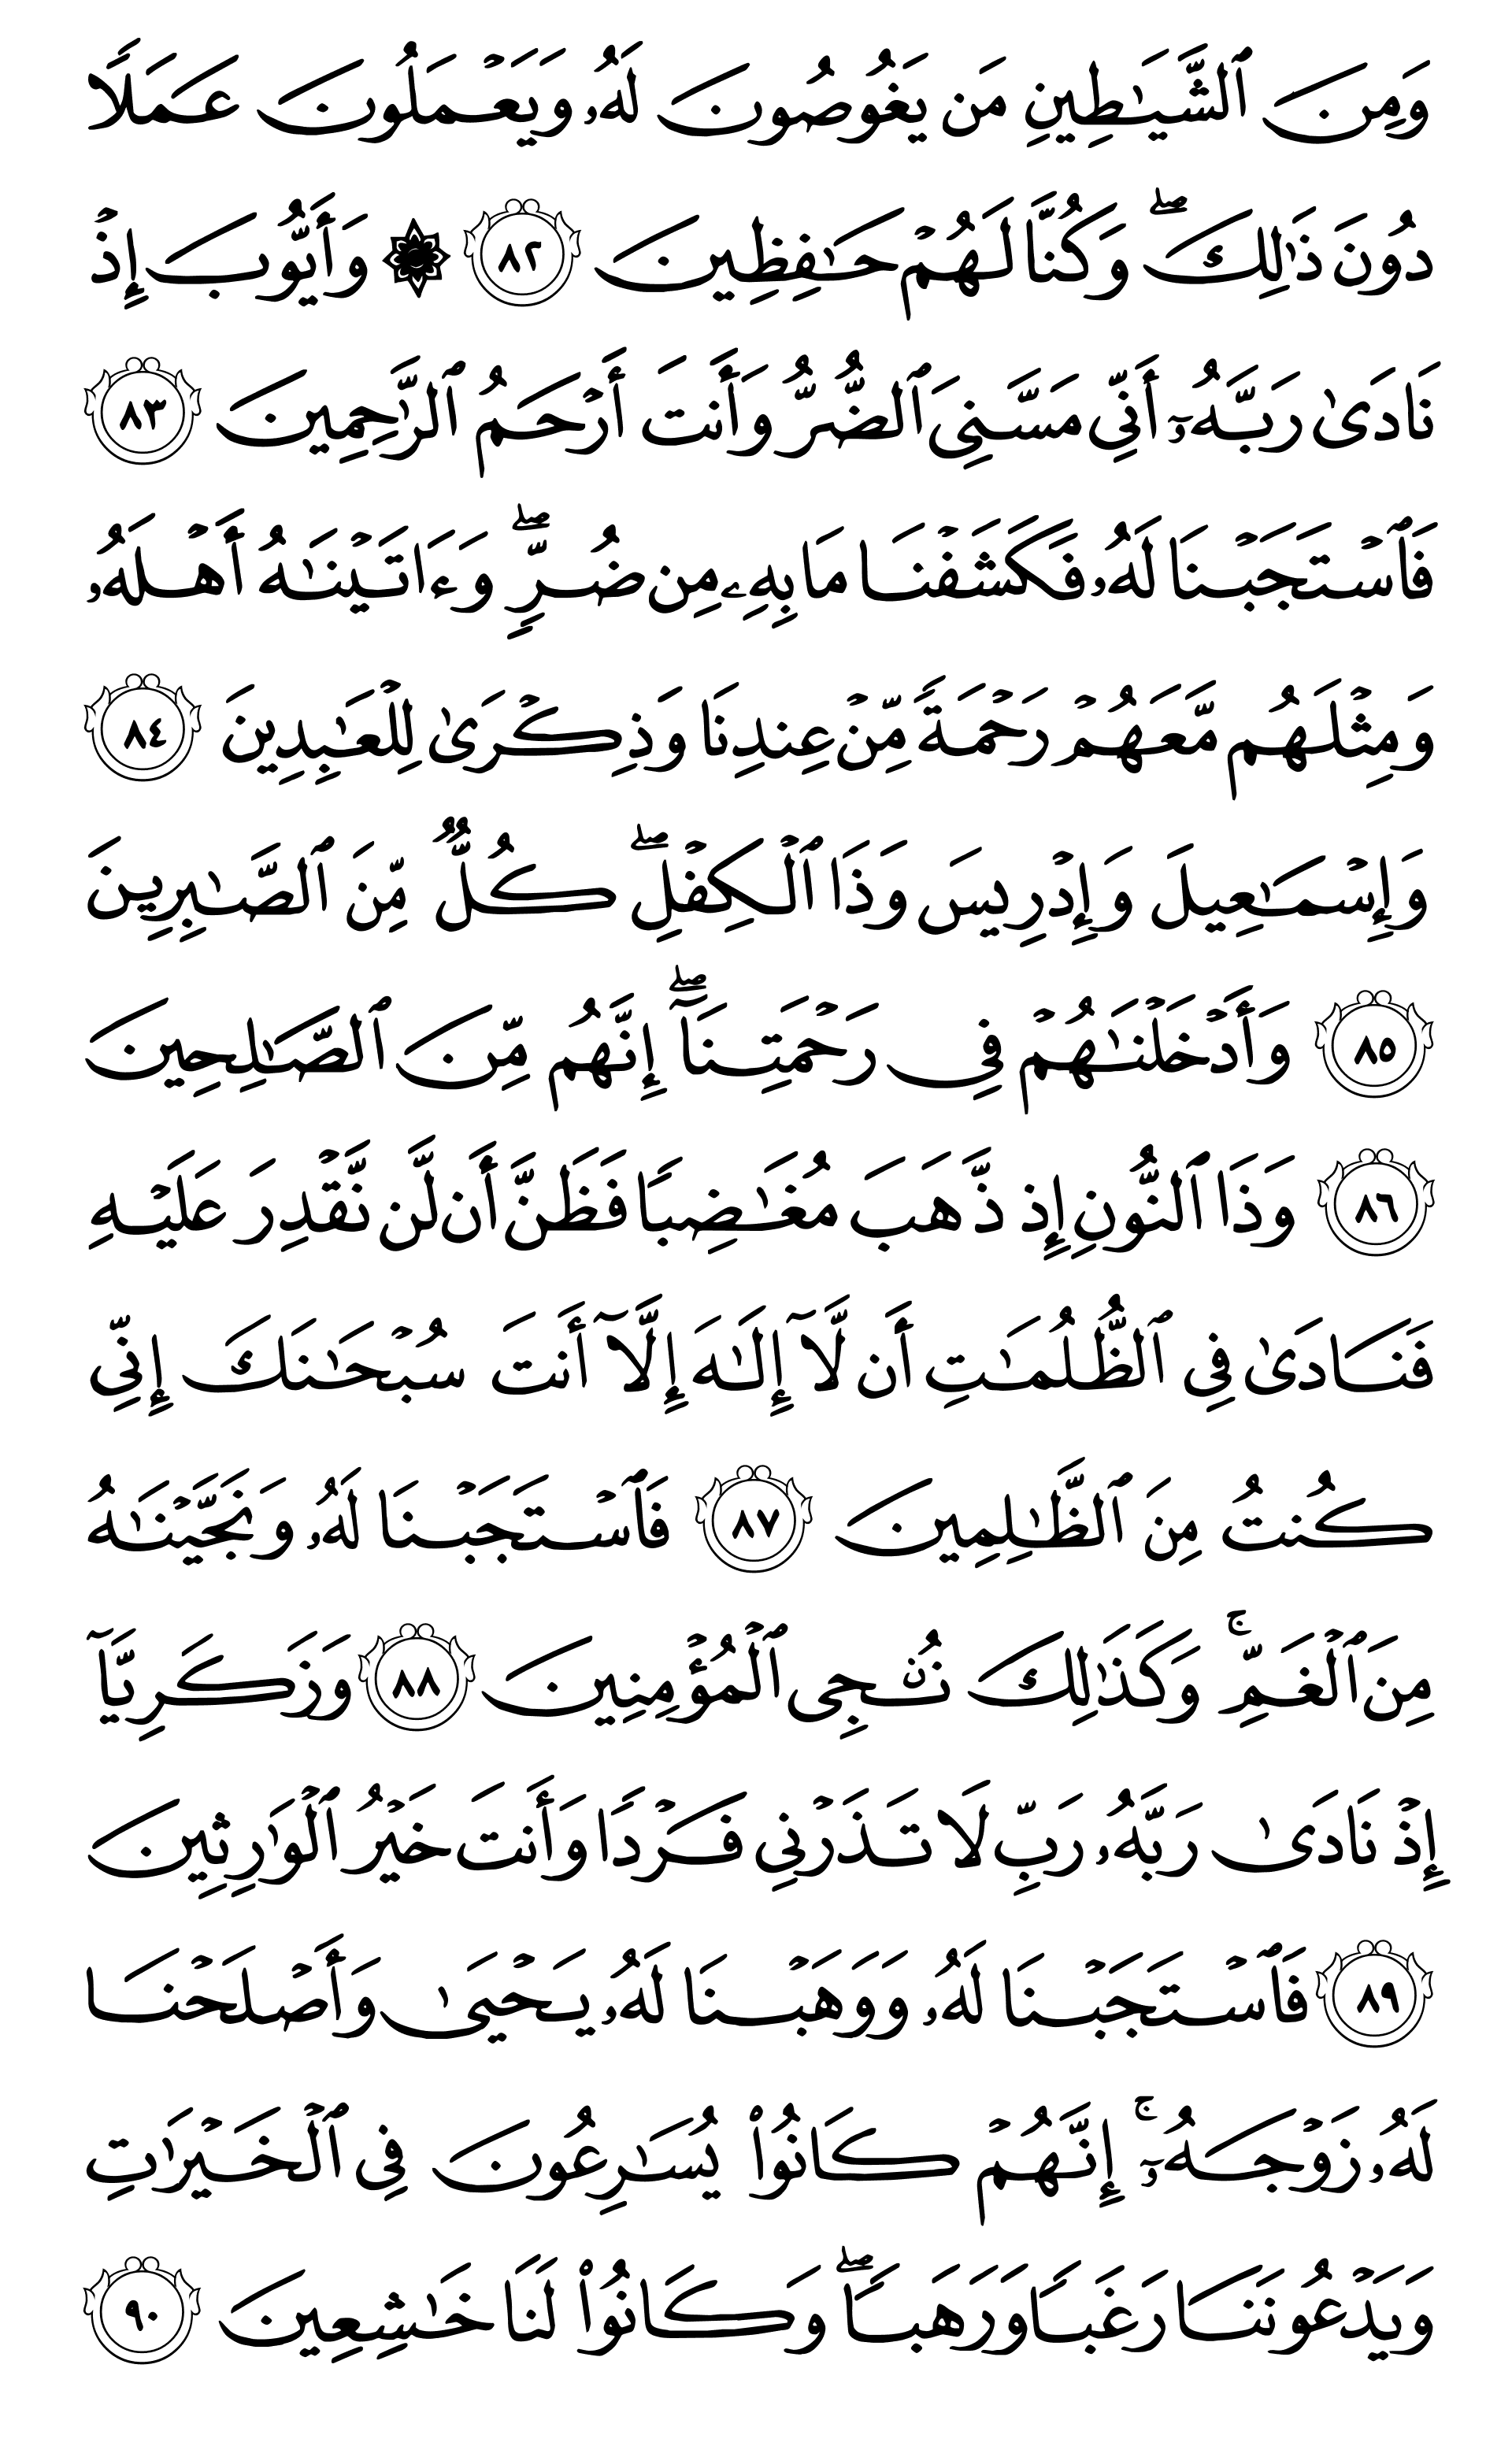 وَمِنَ ٱلشَّيَـٰطِينِ مَن يَغُوصُونَ لَهُۥ وَيَعۡمَلُونَ عَمَلًا
دُونَ ذَٰلِكَۖ وَكُنَّا لَهُمۡ حَـٰفِظِينَ ٨٢ ۞ وَأَيُّوبَ إِذۡ
نَادَىٰ رَبَّهُۥٓ أَنِّي مَسَّنِيَ ٱلضُّرُّ وَأَنتَ أَرۡحَمُ ٱلرَّٰحِمِينَ ٨٣
فَٱسۡتَجَبۡنَا لَهُۥ فَكَشَفۡنَا مَا بِهِۦ مِن ضُرّٖۖ وَءَاتَيۡنَٰهُ أَهۡلَهُۥ
وَمِثۡلَهُم مَّعَهُمۡ رَحۡمَةٗ مِّنۡ عِندِنَا وَذِكۡرَىٰ لِلۡعَٰبِدِينَ ٨٤
وَإِسۡمَٰعِيلَ وَإِدۡرِيسَ وَذَا ٱلۡكِفۡلِۖ كُلّٞ مِّنَ ٱلصَّٰبِرِينَ
٨٥ وَأَدۡخَلۡنَٰهُمۡ فِي رَحۡمَتِنَآۖ إِنَّهُم مِّنَ ٱلصَّٰلِحِينَ
٨٦ وَذَا ٱلنُّونِ إِذ ذَّهَبَ مُغَٰضِبٗا فَظَنَّ أَن لَّن نَّقۡدِرَ عَلَيۡهِ
فَنَادَىٰ فِي ٱلظُّلُمَٰتِ أَن لَّآ إِلَٰهَ إِلَّآ أَنتَ سُبۡحَٰنَكَ إِنِّي
كُنتُ مِنَ ٱلظَّٰلِمِينَ ٨٧ فَٱسۡتَجَبۡنَا لَهُۥ وَنَجَّيۡنَٰهُ
مِنَ ٱلۡغَمِّۚ وَكَذَٰلِكَ نُـۨجِي ٱلۡمُؤۡمِنِينَ ٨٨ وَزَكَرِيَّآ
إِذۡ نَادَىٰ رَبَّهُۥ رَبِّ لَا تَذَرۡنِي فَرۡدٗا وَأَنتَ خَيۡرُ ٱلۡوَٰرِثِينَ
٨٩ فَٱسۡتَجَبۡنَا لَهُۥ وَوَهَبۡنَا لَهُۥ يَحۡيَىٰ وَأَصۡلَحۡنَا
لَهُۥ زَوۡجَهُۥٓۚ إِنَّهُمۡ كَانُواْ يُسَٰرِعُونَ فِي ٱلۡخَيۡرَٰتِ
وَيَدۡعُونَنَا رَغَبٗا وَرَهَبٗاۖ وَكَانُواْ لَنَا خَٰشِعِينَ ٩٠